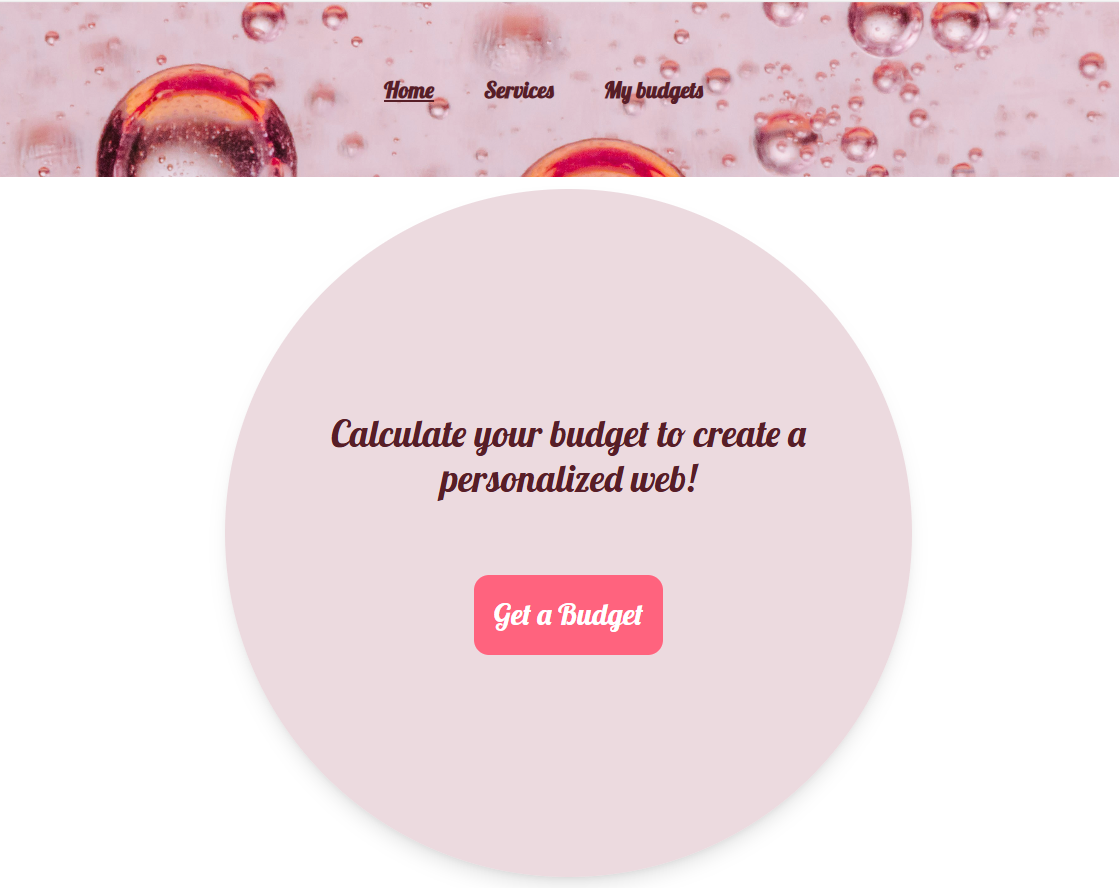 Home Services My budgets
Calculate your budget to create a
personalized web!
Get a Budget